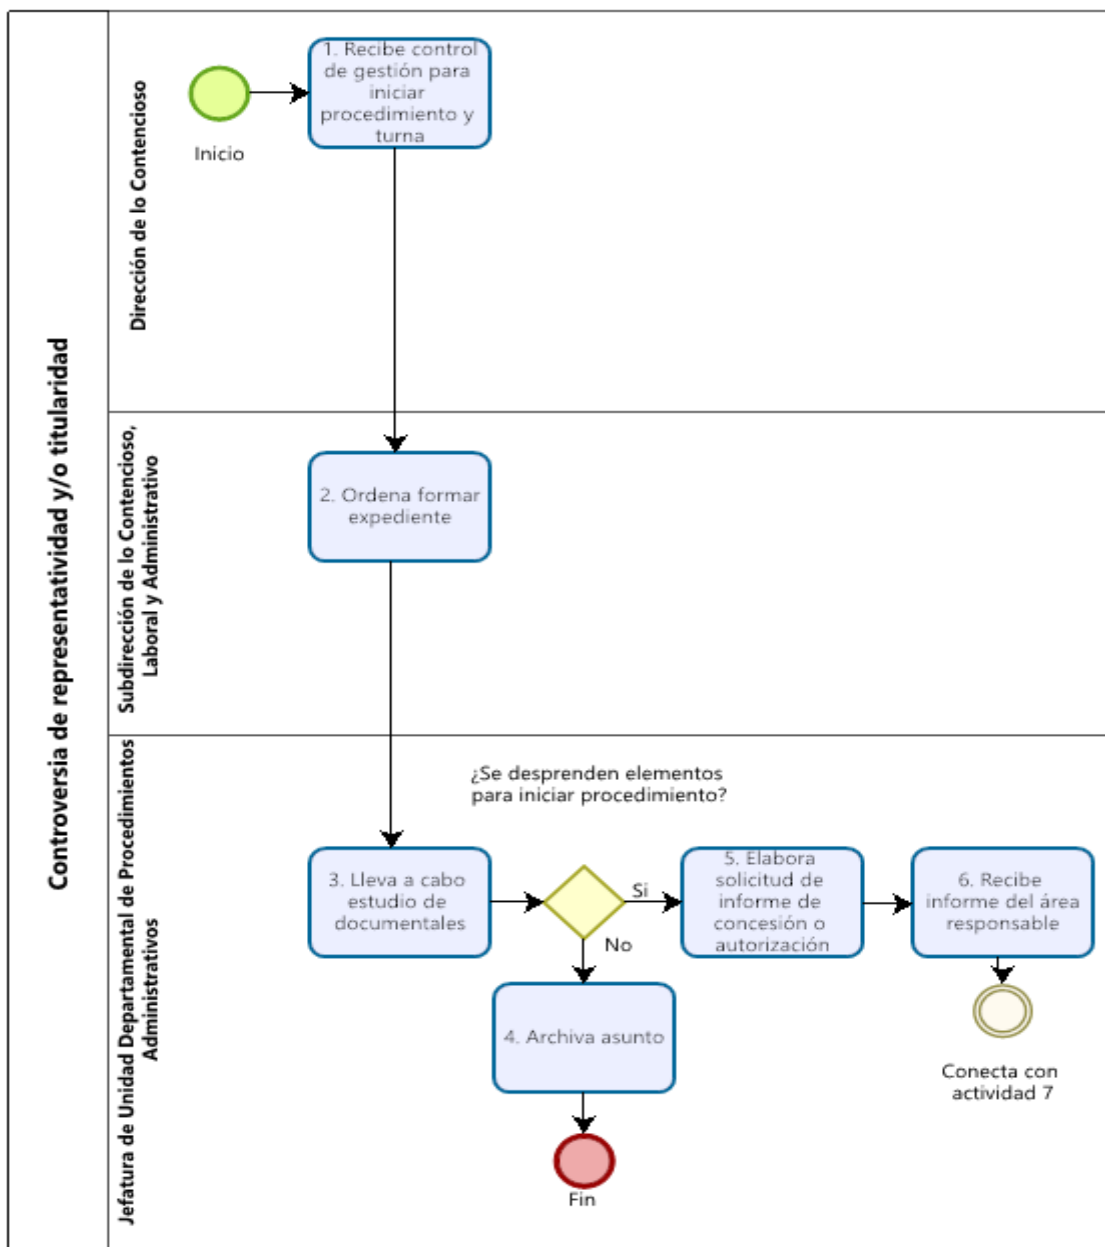 Controversia de representatividad y/o titularidad
Dirección de lo Contencioso
1. Recibe control
de gestión para
iniciar
procedimiento y
turna
Inicio
Subdirección de lo Contencioso,
Laboral y Administrativo
2. Ordena formar
expediente
Jefatura de Unidad Departamental de Procedimientos
Administrativos
¿Se desprenden elementos
para iniciar procedimiento?
3. Lleva a cabo
estudio de
documentales
Si
No
5. Elabora
solicitud de
informe de
concesión o
autorización
6. Recibe
informe del área
responsable
4. Archiva asunto
Conecta con
actividad 7
Fin